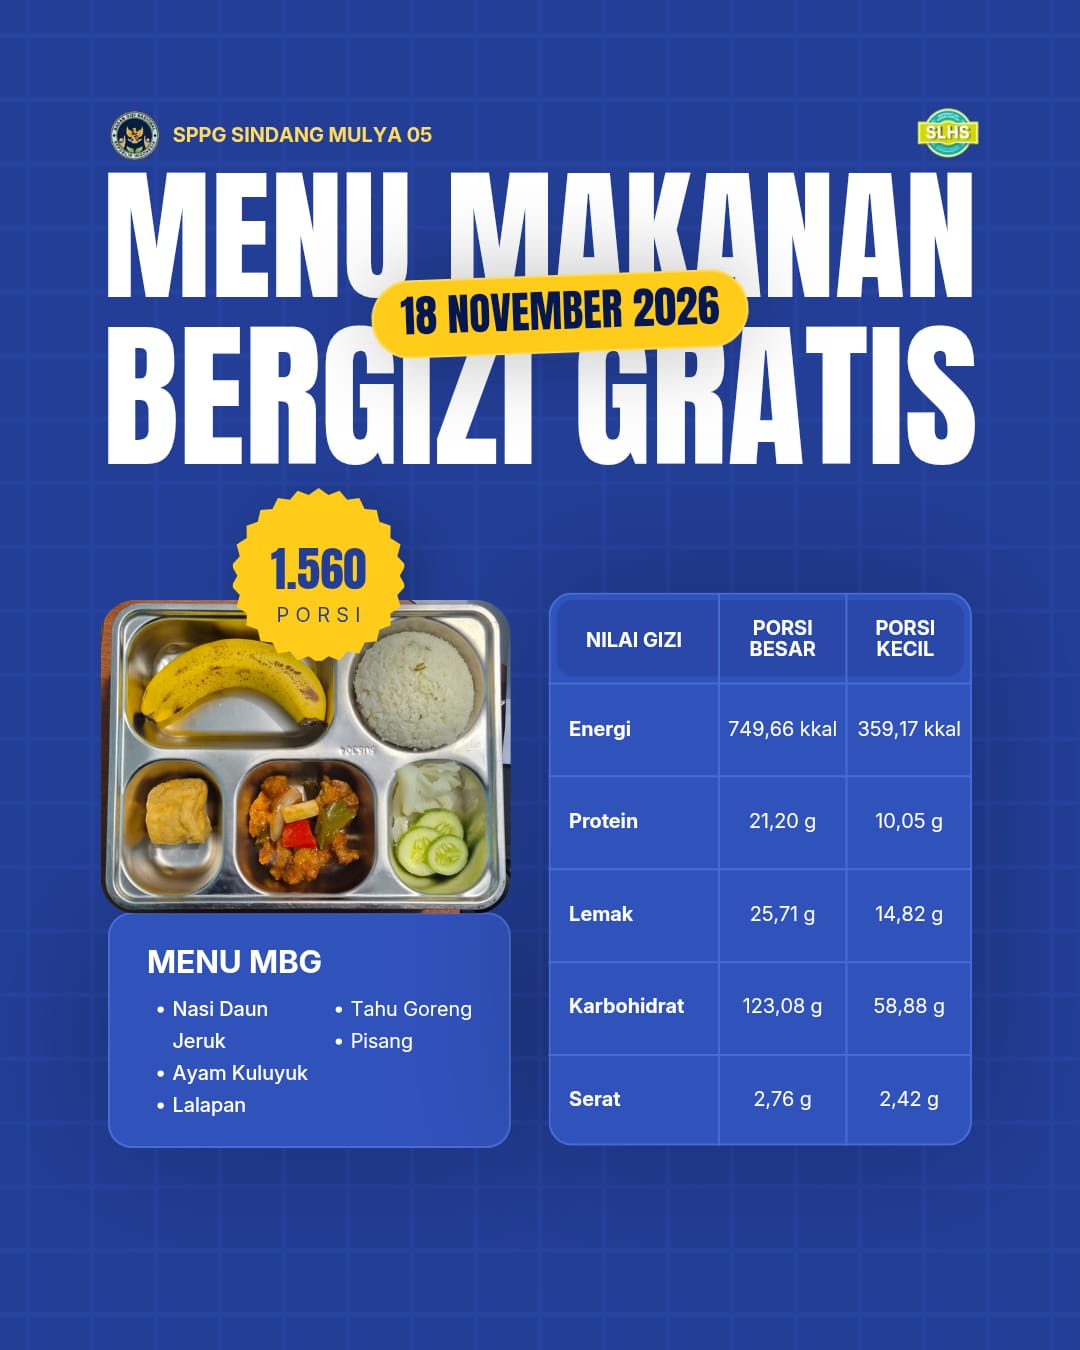 SPPG SINDANG MULYA 05
SLHS
MENU MAKANAN
18 NOVEMBER 2026
BERGIZI GRATIS
1.560
PORSI
MENU MBG
• Nasi Daun
Jeruk
• Ayam Kuluyuk
• Lalapan
• Tahu Goreng
• Pisang
NILAI GIZI
PORSI
BESAR
PORSI
KECIL
Energi 749,66 kkal 359,17 kkal
Protein 21,20 g 10,05 g
Lemak 25,71 g 14,82 g
Karbohidrat 123,08 g 58,88 g
Serat 2,76 g 2,42 g